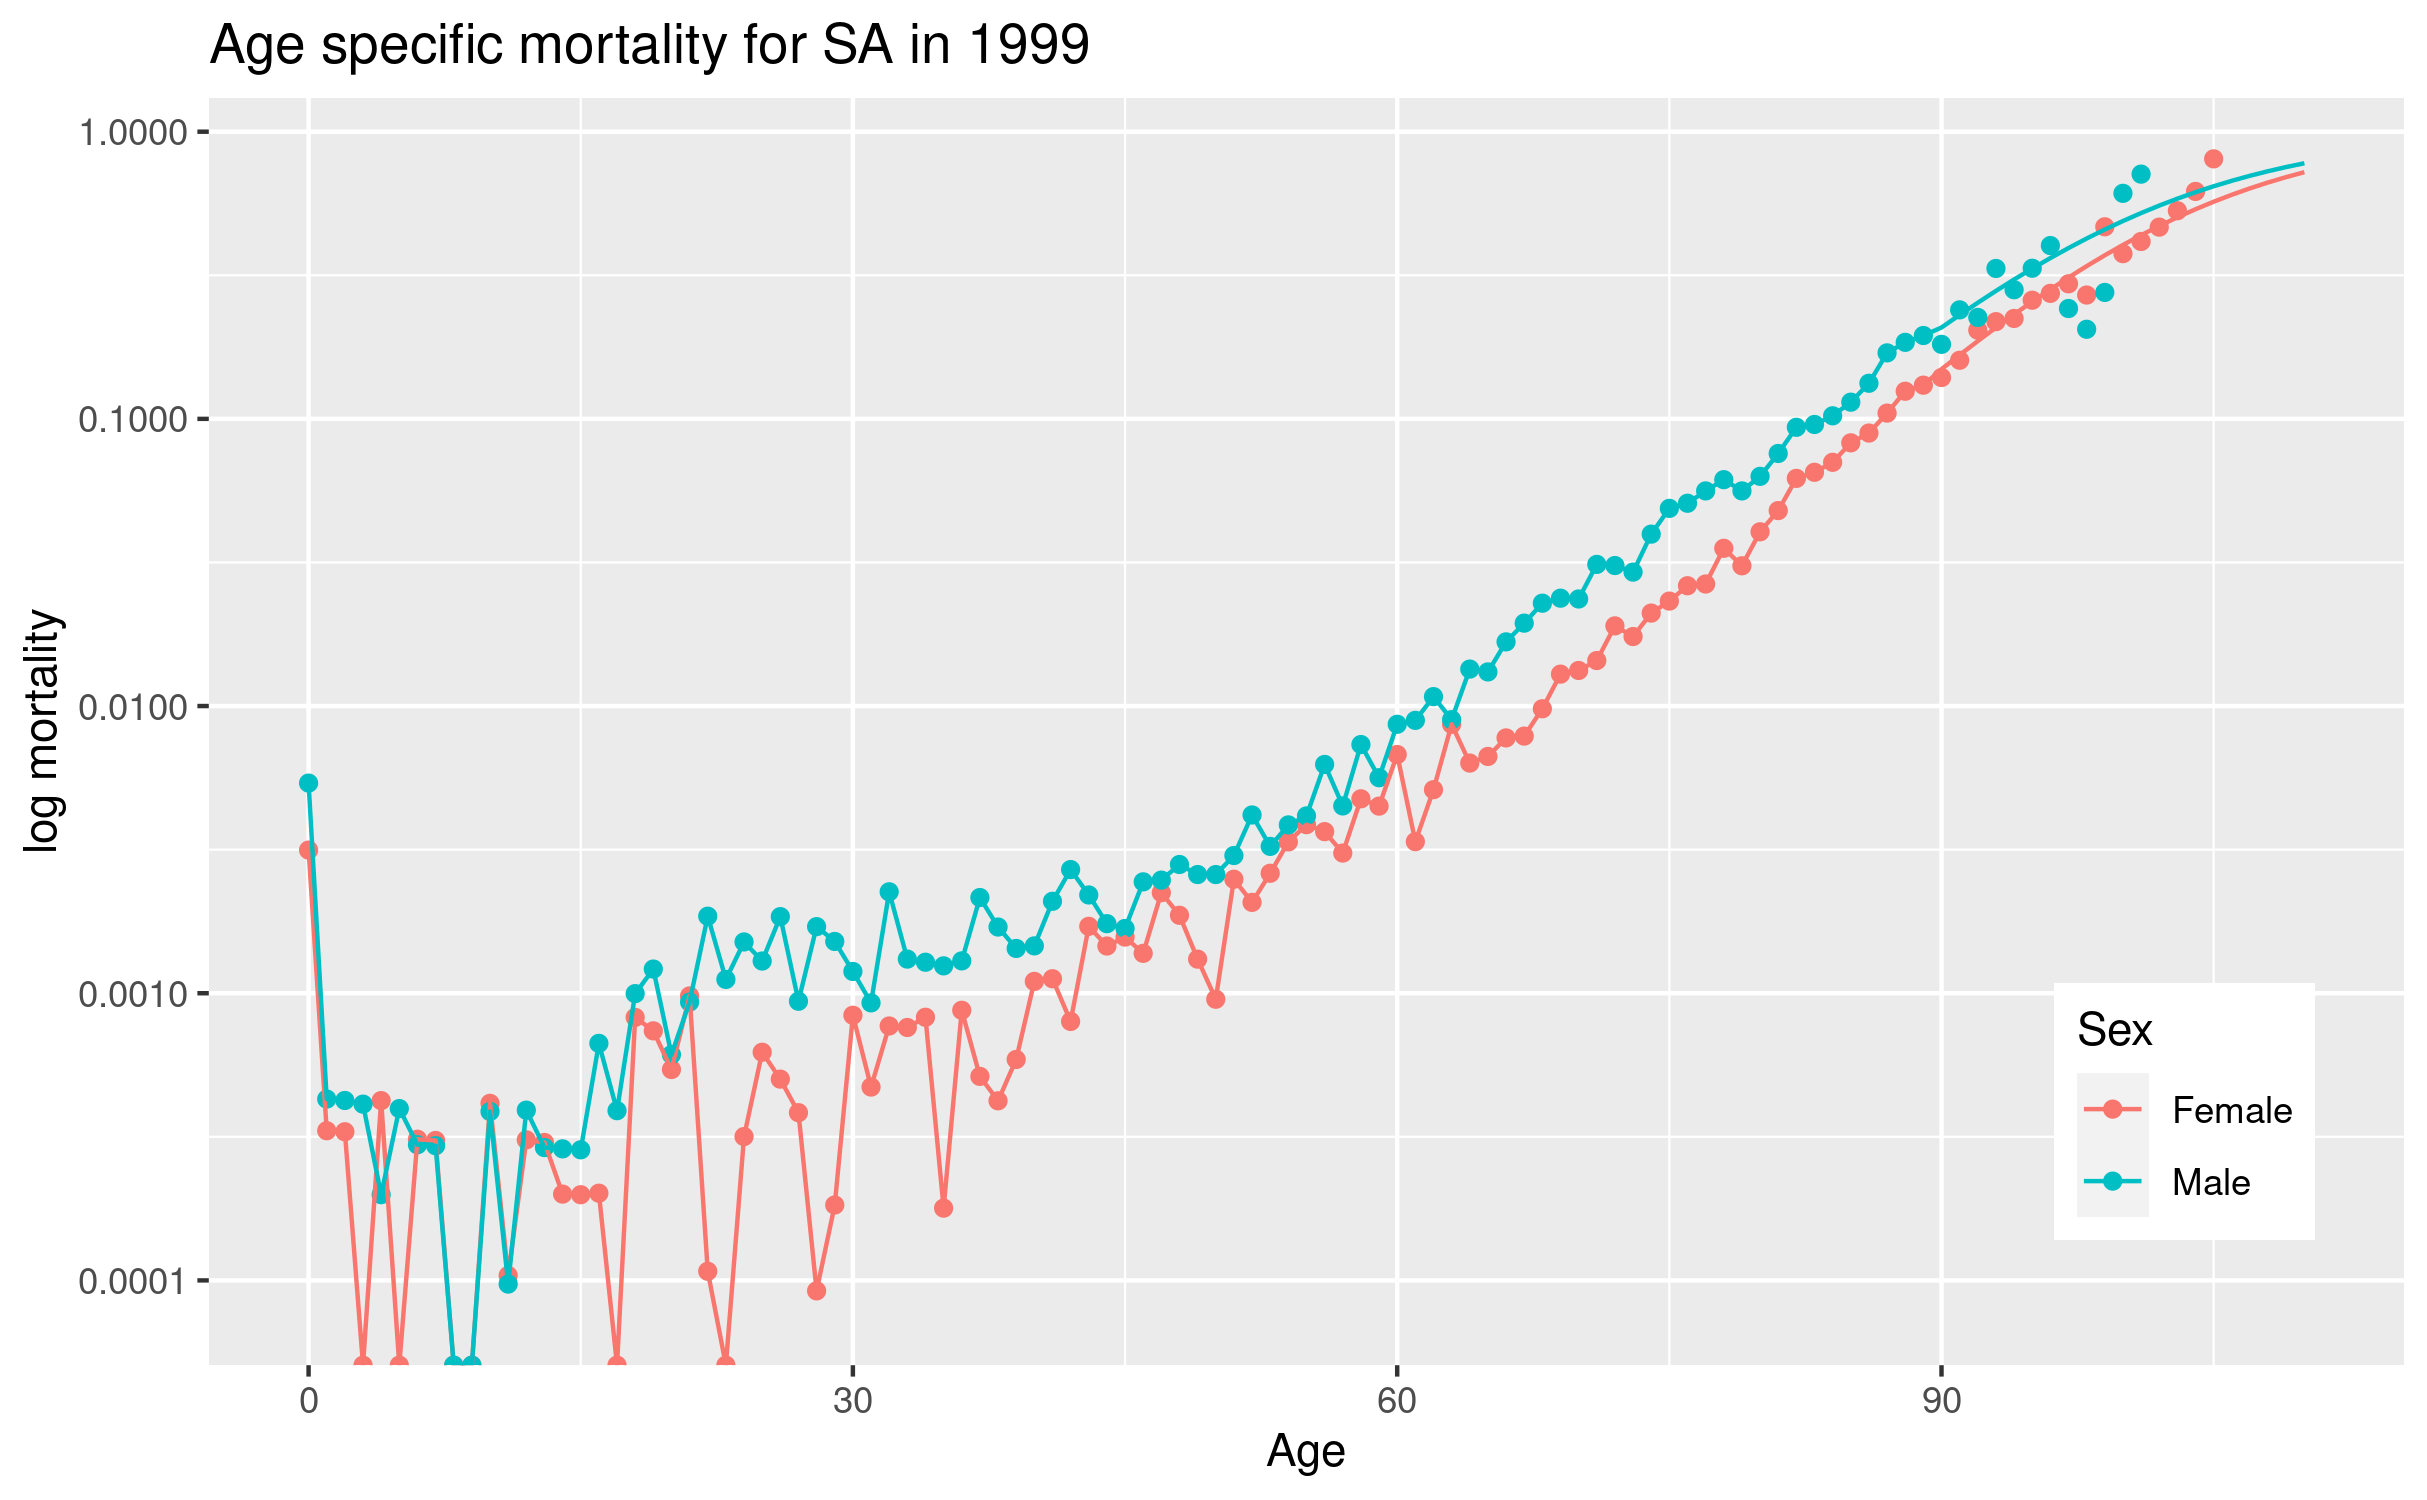 Age specific mortality for SA in 1999
1.0000
0.1000
0.0100
0.0010
0.0001
log mortality
0
30
60
90
Age
Sex
Female
Male